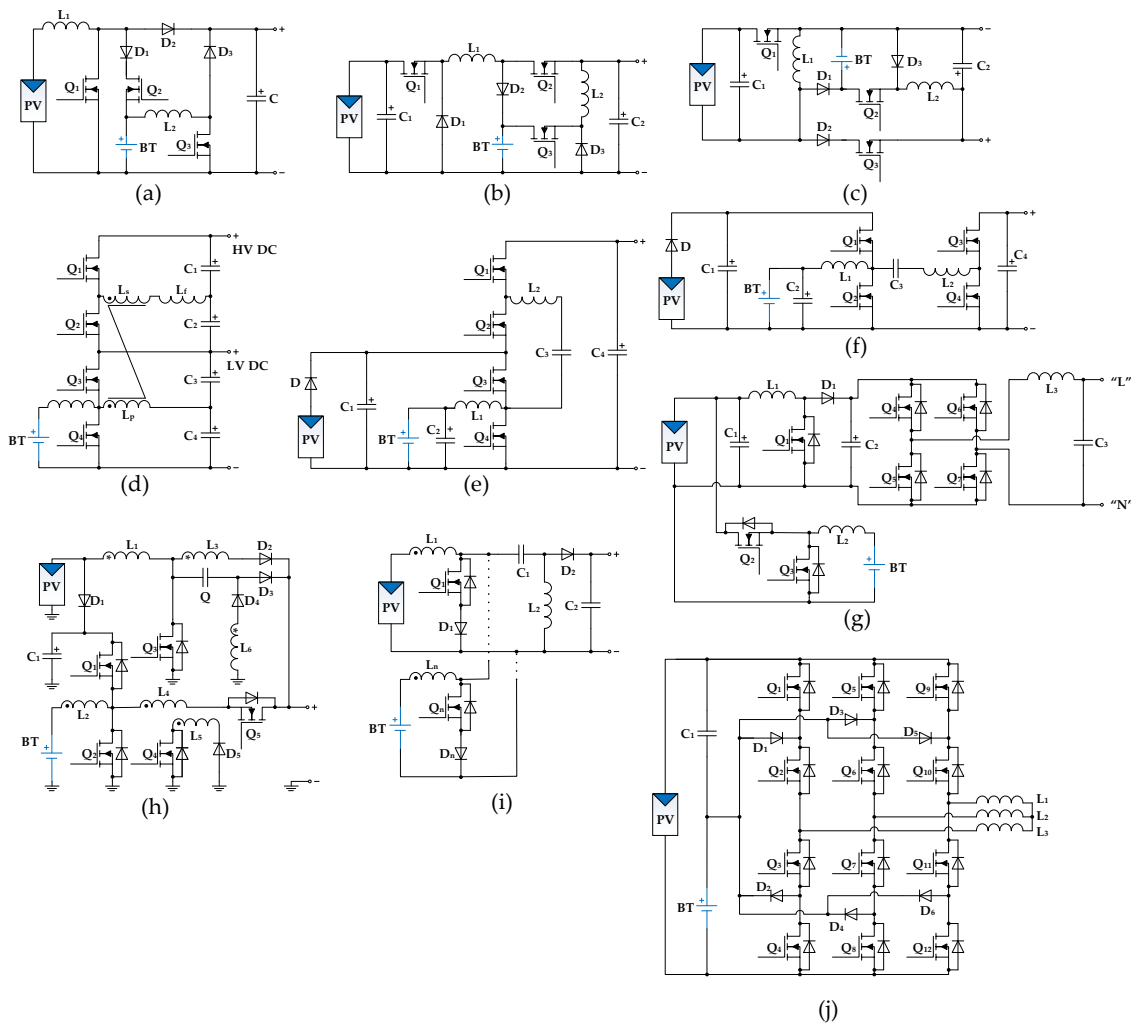 L1
D2
D1
D3
PV
Q1
Q2
C
L2
BT
Q3
(a)
L1
Q1
Q2
D2
L2
PV
C1
D1
C2
BT
Q3
D3
(b)
Q1
BT
L1
D3
C2
PV
C1
D1
L2
Q2
D2
Q3
(c)
HV DC
Q1
C1
Ls
Lf
Q2
C2
LV DC
Q3
C3
Lp
BT
Q4
C4
(d)
Q1
L2
Q2
C3
C4
D
Q3
C1
PV
L1
BT
C2
Q4
(e)
D
Q1
Q3
C1
C4
L1
C3
L2
PV
BT
C2
Q2
Q4
(f)
L1
D1
L3
"L"
Q4
Q6
PV
C1
Q1
C2
C3
Q5
Q7
"N'
Q2
L2
Q3
BT
(g)
L1
L3
D2
PV
Q
D3
D1
D4
C1
Q1
Q3
L6
L2
L4
Q5
BT
Q2
Q4
L5
D5
(h)
L1
C1
D2
Q1
PV
L2
C2
D1
Ln
Qn
BT
Dn
(i)
Q1
Q5
Q9
C1
D3
D1
D5
Q2
Q6
Q10
PV
L1
L2
L3
Q3
Q7
Q11
D2
BT
D4
D6
Q4
Q8
Q12
(j)